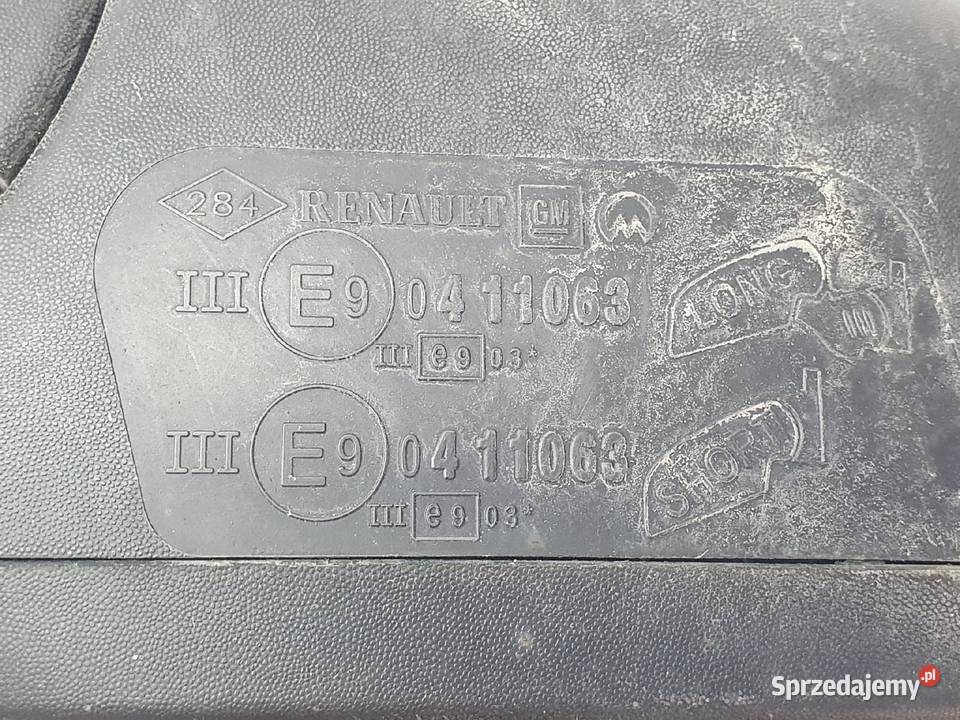 284 RENAULT GM
III E9 0411063
III e9 03*
LONG
III E9 0411063
III e9 03*
SHORT
Sprzedajemy.pl